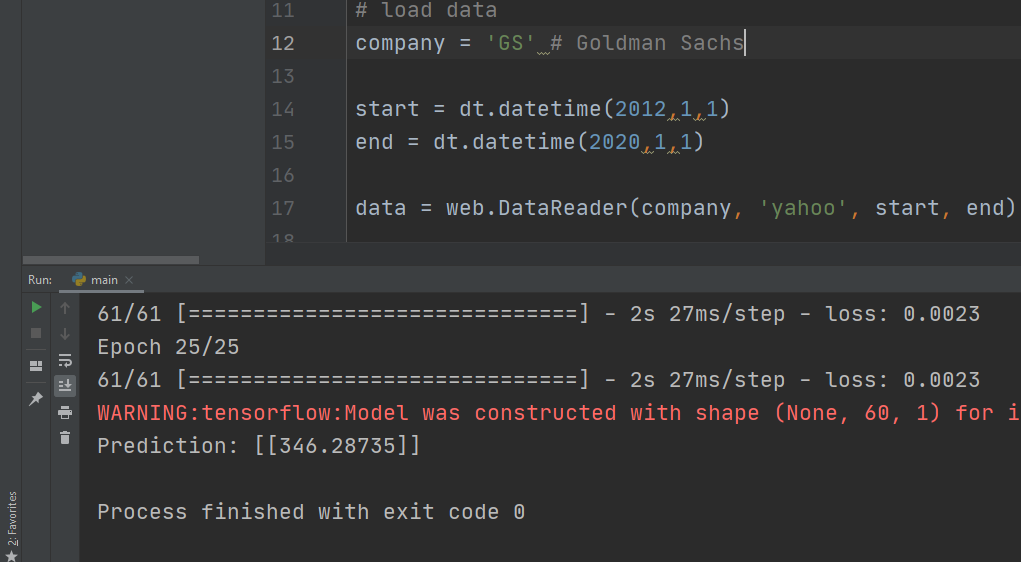 11 # load data
12 company = 'GS' # Goldman Sachs
13
14 start = dt.datetime(2012,1,1)
15 end = dt.datetime(2020,1,1)
16
17 data = web.DataReader(company, 'yahoo', start, end)
18
Run: main
61/61 [==============================] - 2s 27ms/step - loss: 0.0023
Epoch 25/25
61/61 [==============================] - 2s 27ms/step - loss: 0.0023
WARNING:tensorflow:Model was constructed with shape (None, 60, 1) for i
Prediction: [[346.28735]]
Process finished with exit code 0
2: Favorites